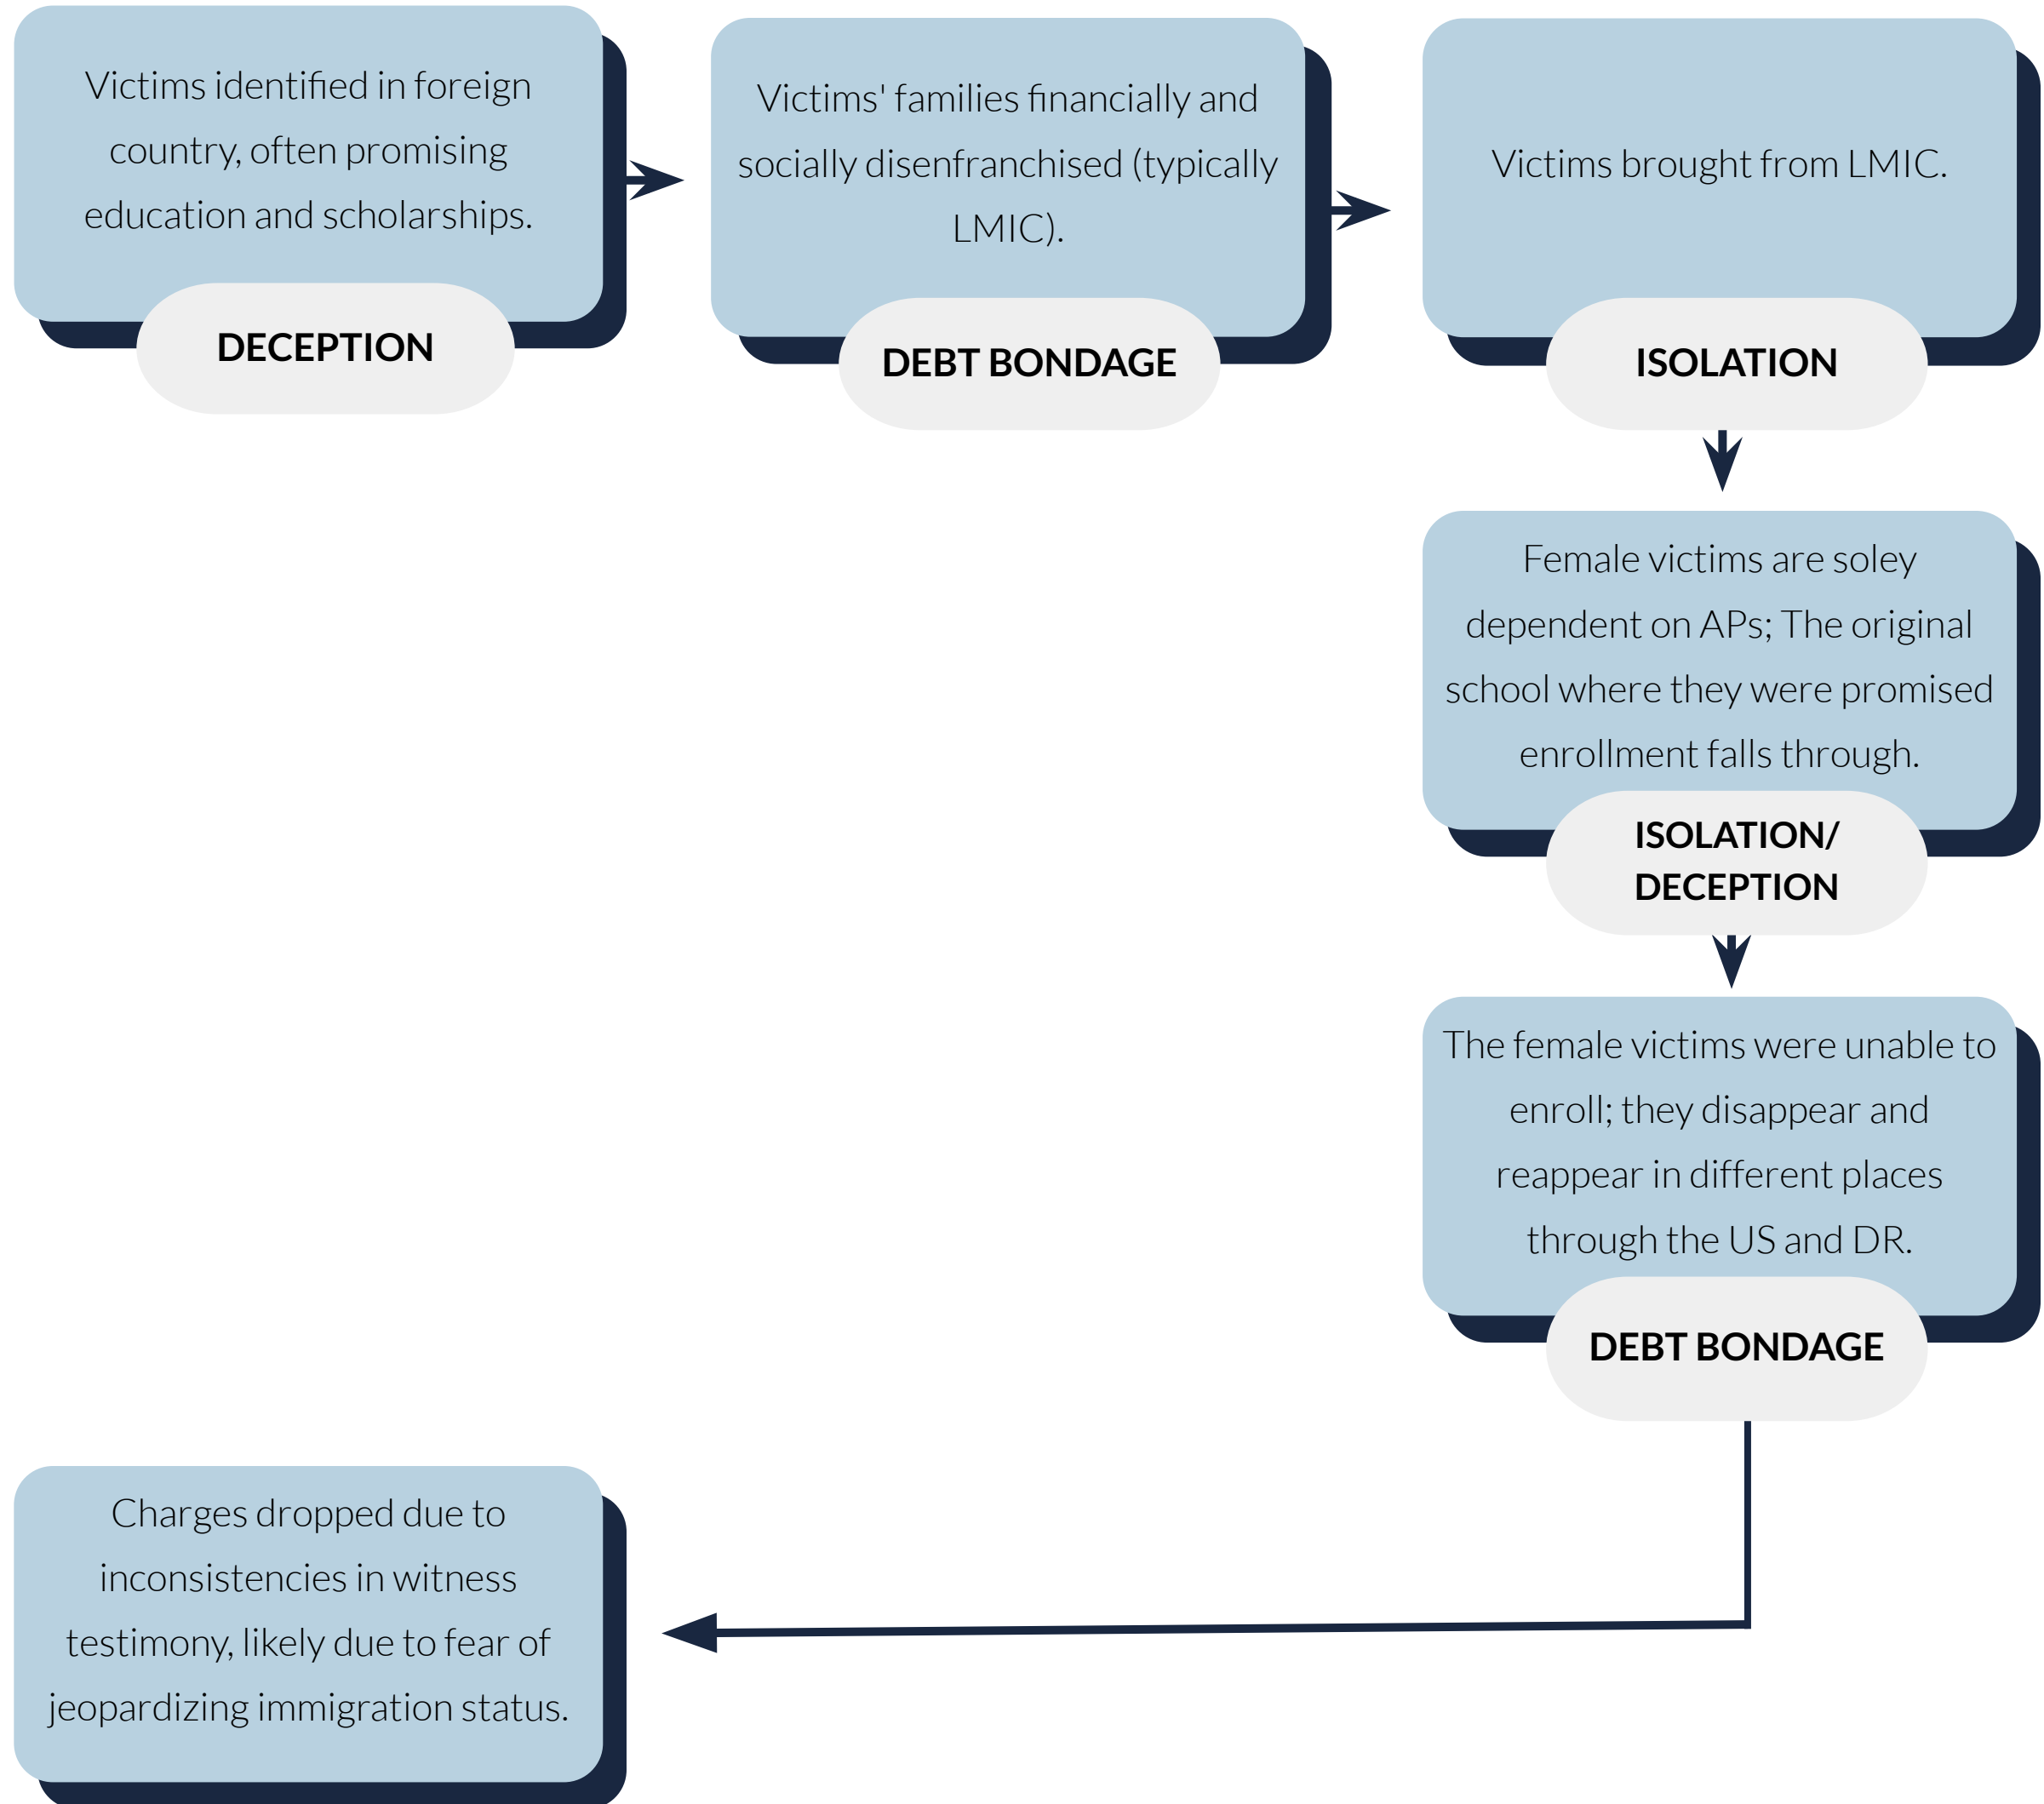 Victims identified in foreign
country, often promising
education and scholarships.
DECEPTION
Victims' families financially and
socially disenfranchised (typically
LMIC).
DEBT BONDAGE
Victims brought from LMIC.
ISOLATION
Female victims are soley
dependent on APs; The original
school where they were promised
enrollment falls through.
ISOLATION/
DECEPTION
The female victims were unable to
enroll; they disappear and
reappear in different places
through the US and DR.
DEBT BONDAGE
Charges dropped due to
inconsistencies in witness
testimony, likely due to fear of
jeopardizing immigration status.